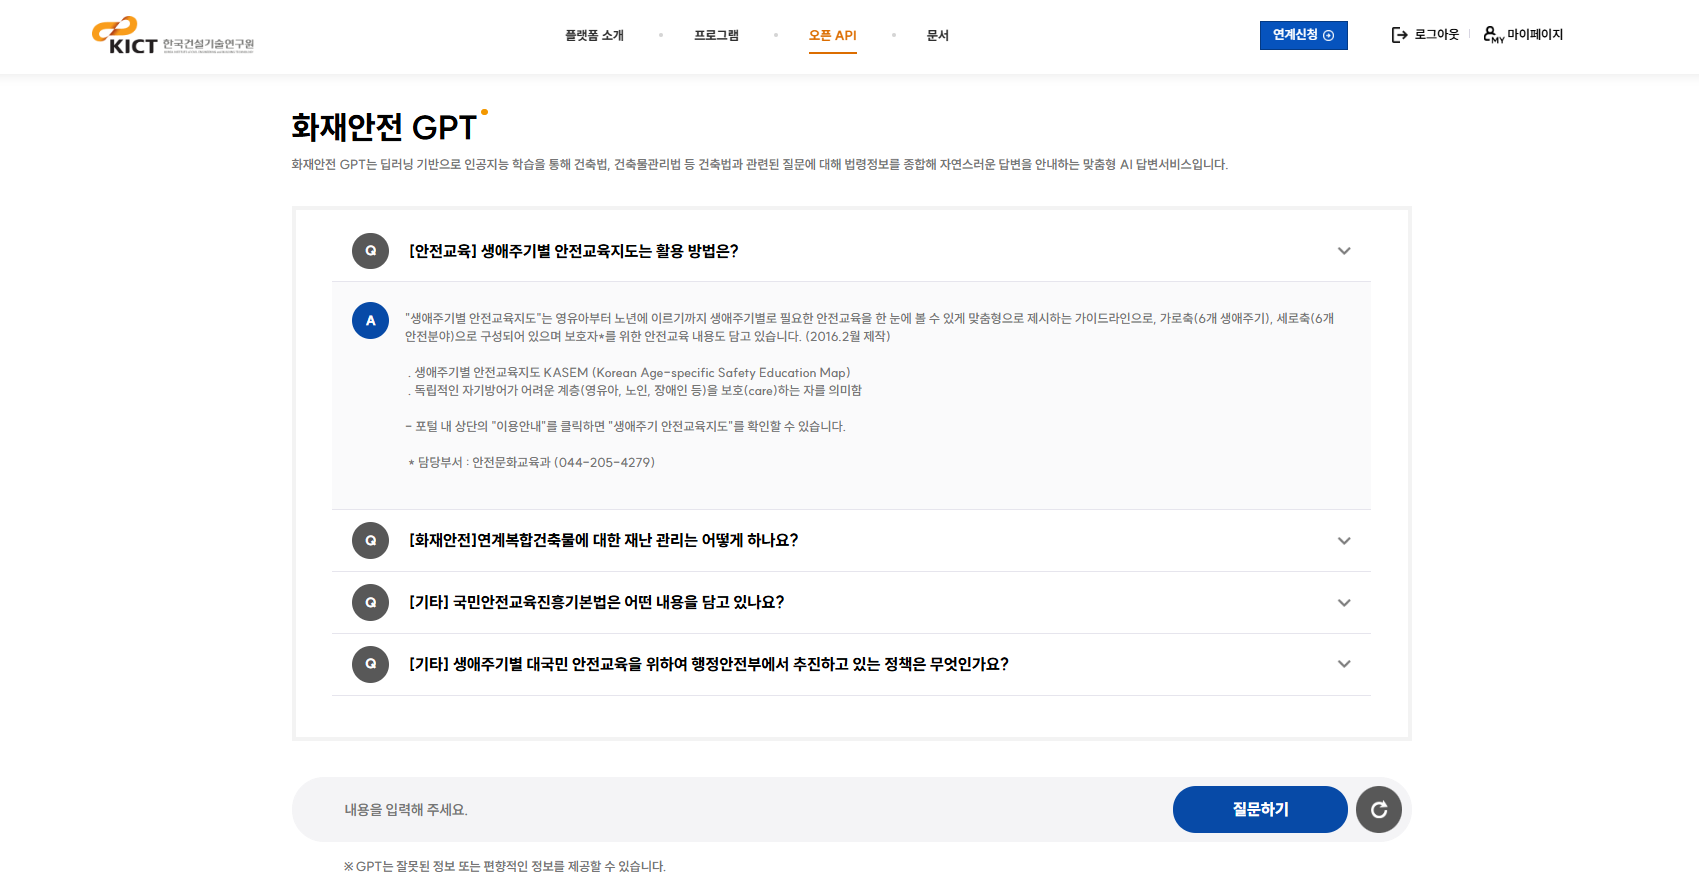 KICT 한국건설기술연구원
플랫폼 소개
프로그램
오픈 API
문서
연계신청
로그아웃
MY 마이페이지
화재안전 GPT
화재안전 GPT는 딥러닝 기반으로 인공지능 학습을 통해 건축법, 건축물관리법 등 건축법과 관련된 질문에 대해 법령정보를 종합해 자연스러운 답변을 안내하는 맞춤형 AI 답변서비스입니다.
Q [안전교육] 생애주기별 안전교육지도는 활용 방법은?
A "생애주기별 안전교육지도"는 영유아부터 노년에 이르기까지 생애주기별로 필요한 안전교육을 한 눈에 볼 수 있게 맞춤형으로 제시하는 가이드라인으로, 가로축(6개 생애주기), 세로축(6개
안전분야)으로 구성되어 있으며 보호자*를 위한 안전교육 내용도 담고 있습니다. (2016.2월 제작)
. 생애주기별 안전교육지도 KASEM (Korean Age-specific Safety Education Map)
. 독립적인 자기방어가 어려운 계층(영유아, 노인, 장애인 등)을 보호(care)하는 자를 의미함
- 포털 내 상단의 "이용안내"를 클릭하면 "생애주기 안전교육지도"를 확인할 수 있습니다.
* 담당부서 : 안전문화교육과 (044-205-4279)
Q [화재안전]연계복합건축물에 대한 재난 관리는 어떻게 하나요?
Q [기타] 국민안전교육진흥기본법은 어떤 내용을 담고 있나요?
Q [기타] 생애주기별 대국민 안전교육을 위하여 행정안전부에서 추진하고 있는 정책은 무엇인가요?
내용을 입력해 주세요.
질문하기
※ GPT는 잘못된 정보 또는 편향적인 정보를 제공할 수 있습니다.